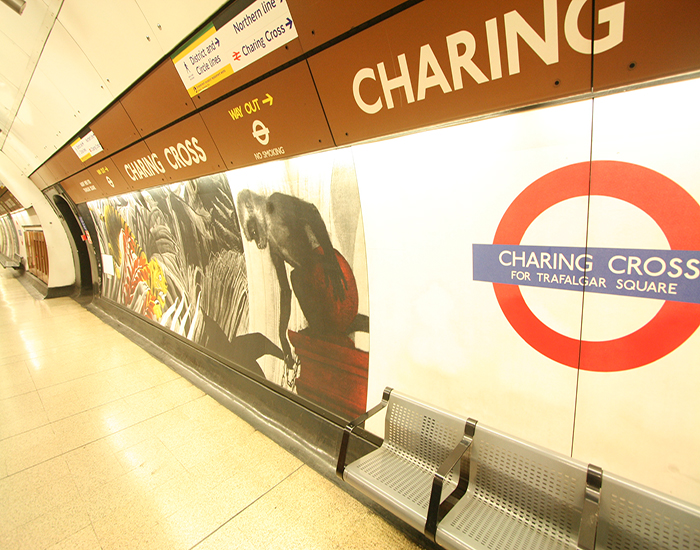 Northern line
District and
Circle lines
Charing Cross
CHARING
WAY OUT
NO SMOKING
CHARING CROSS
CHARING CROSS
FOR TRAFALGAR SQUARE